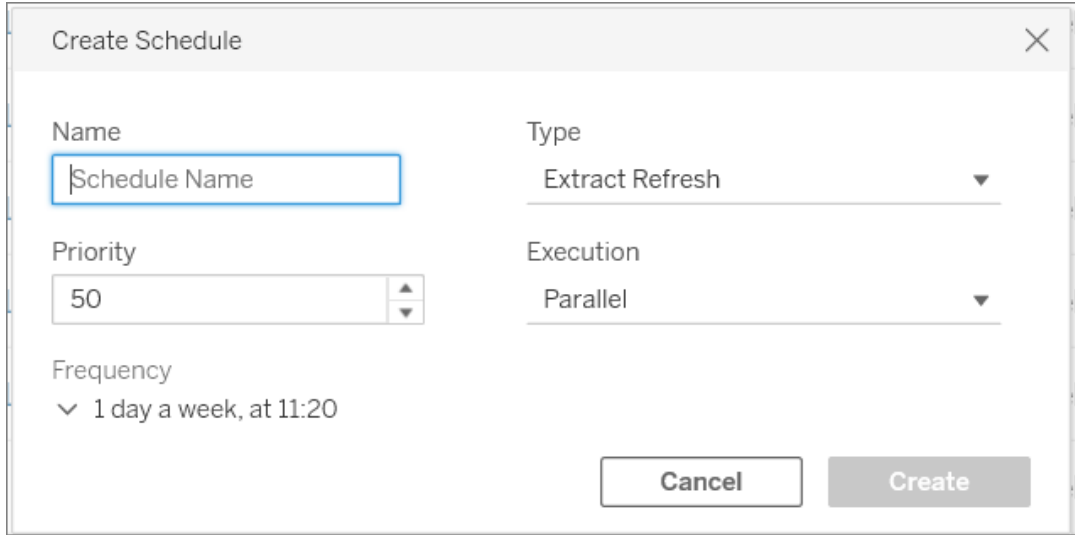 Create Schedule
Name
Type
Schedule Name
Extract Refresh
Priority
Execution
50
Parallel
Frequency
1 day a week, at 11:20
Cancel
Create